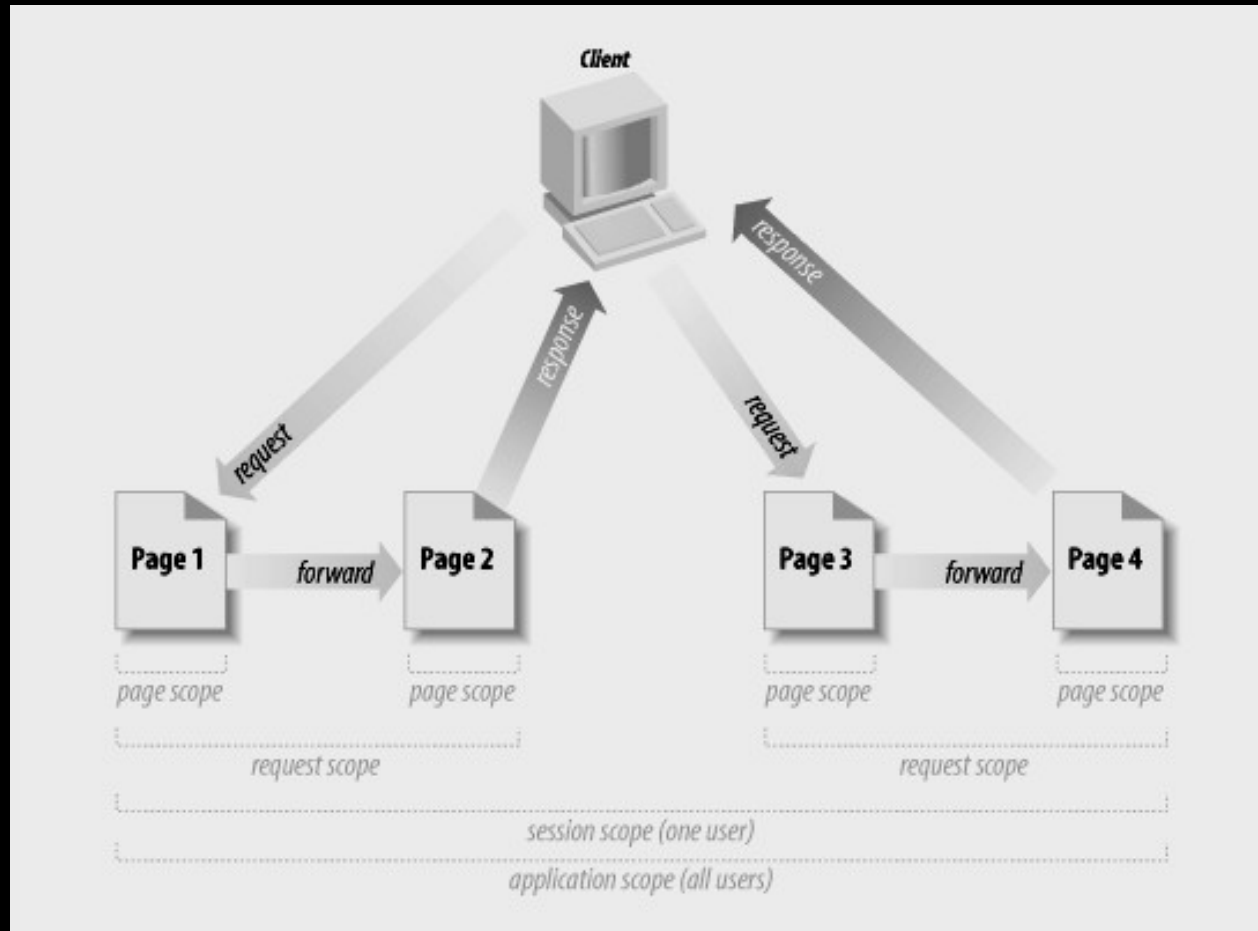 Client
response
response
request
request
Page 1
forward
Page 2
Page 3
forward
Page 4
page scope
page scope
page scope
page scope
request scope
request scope
session scope (one user)
application scope (all users)